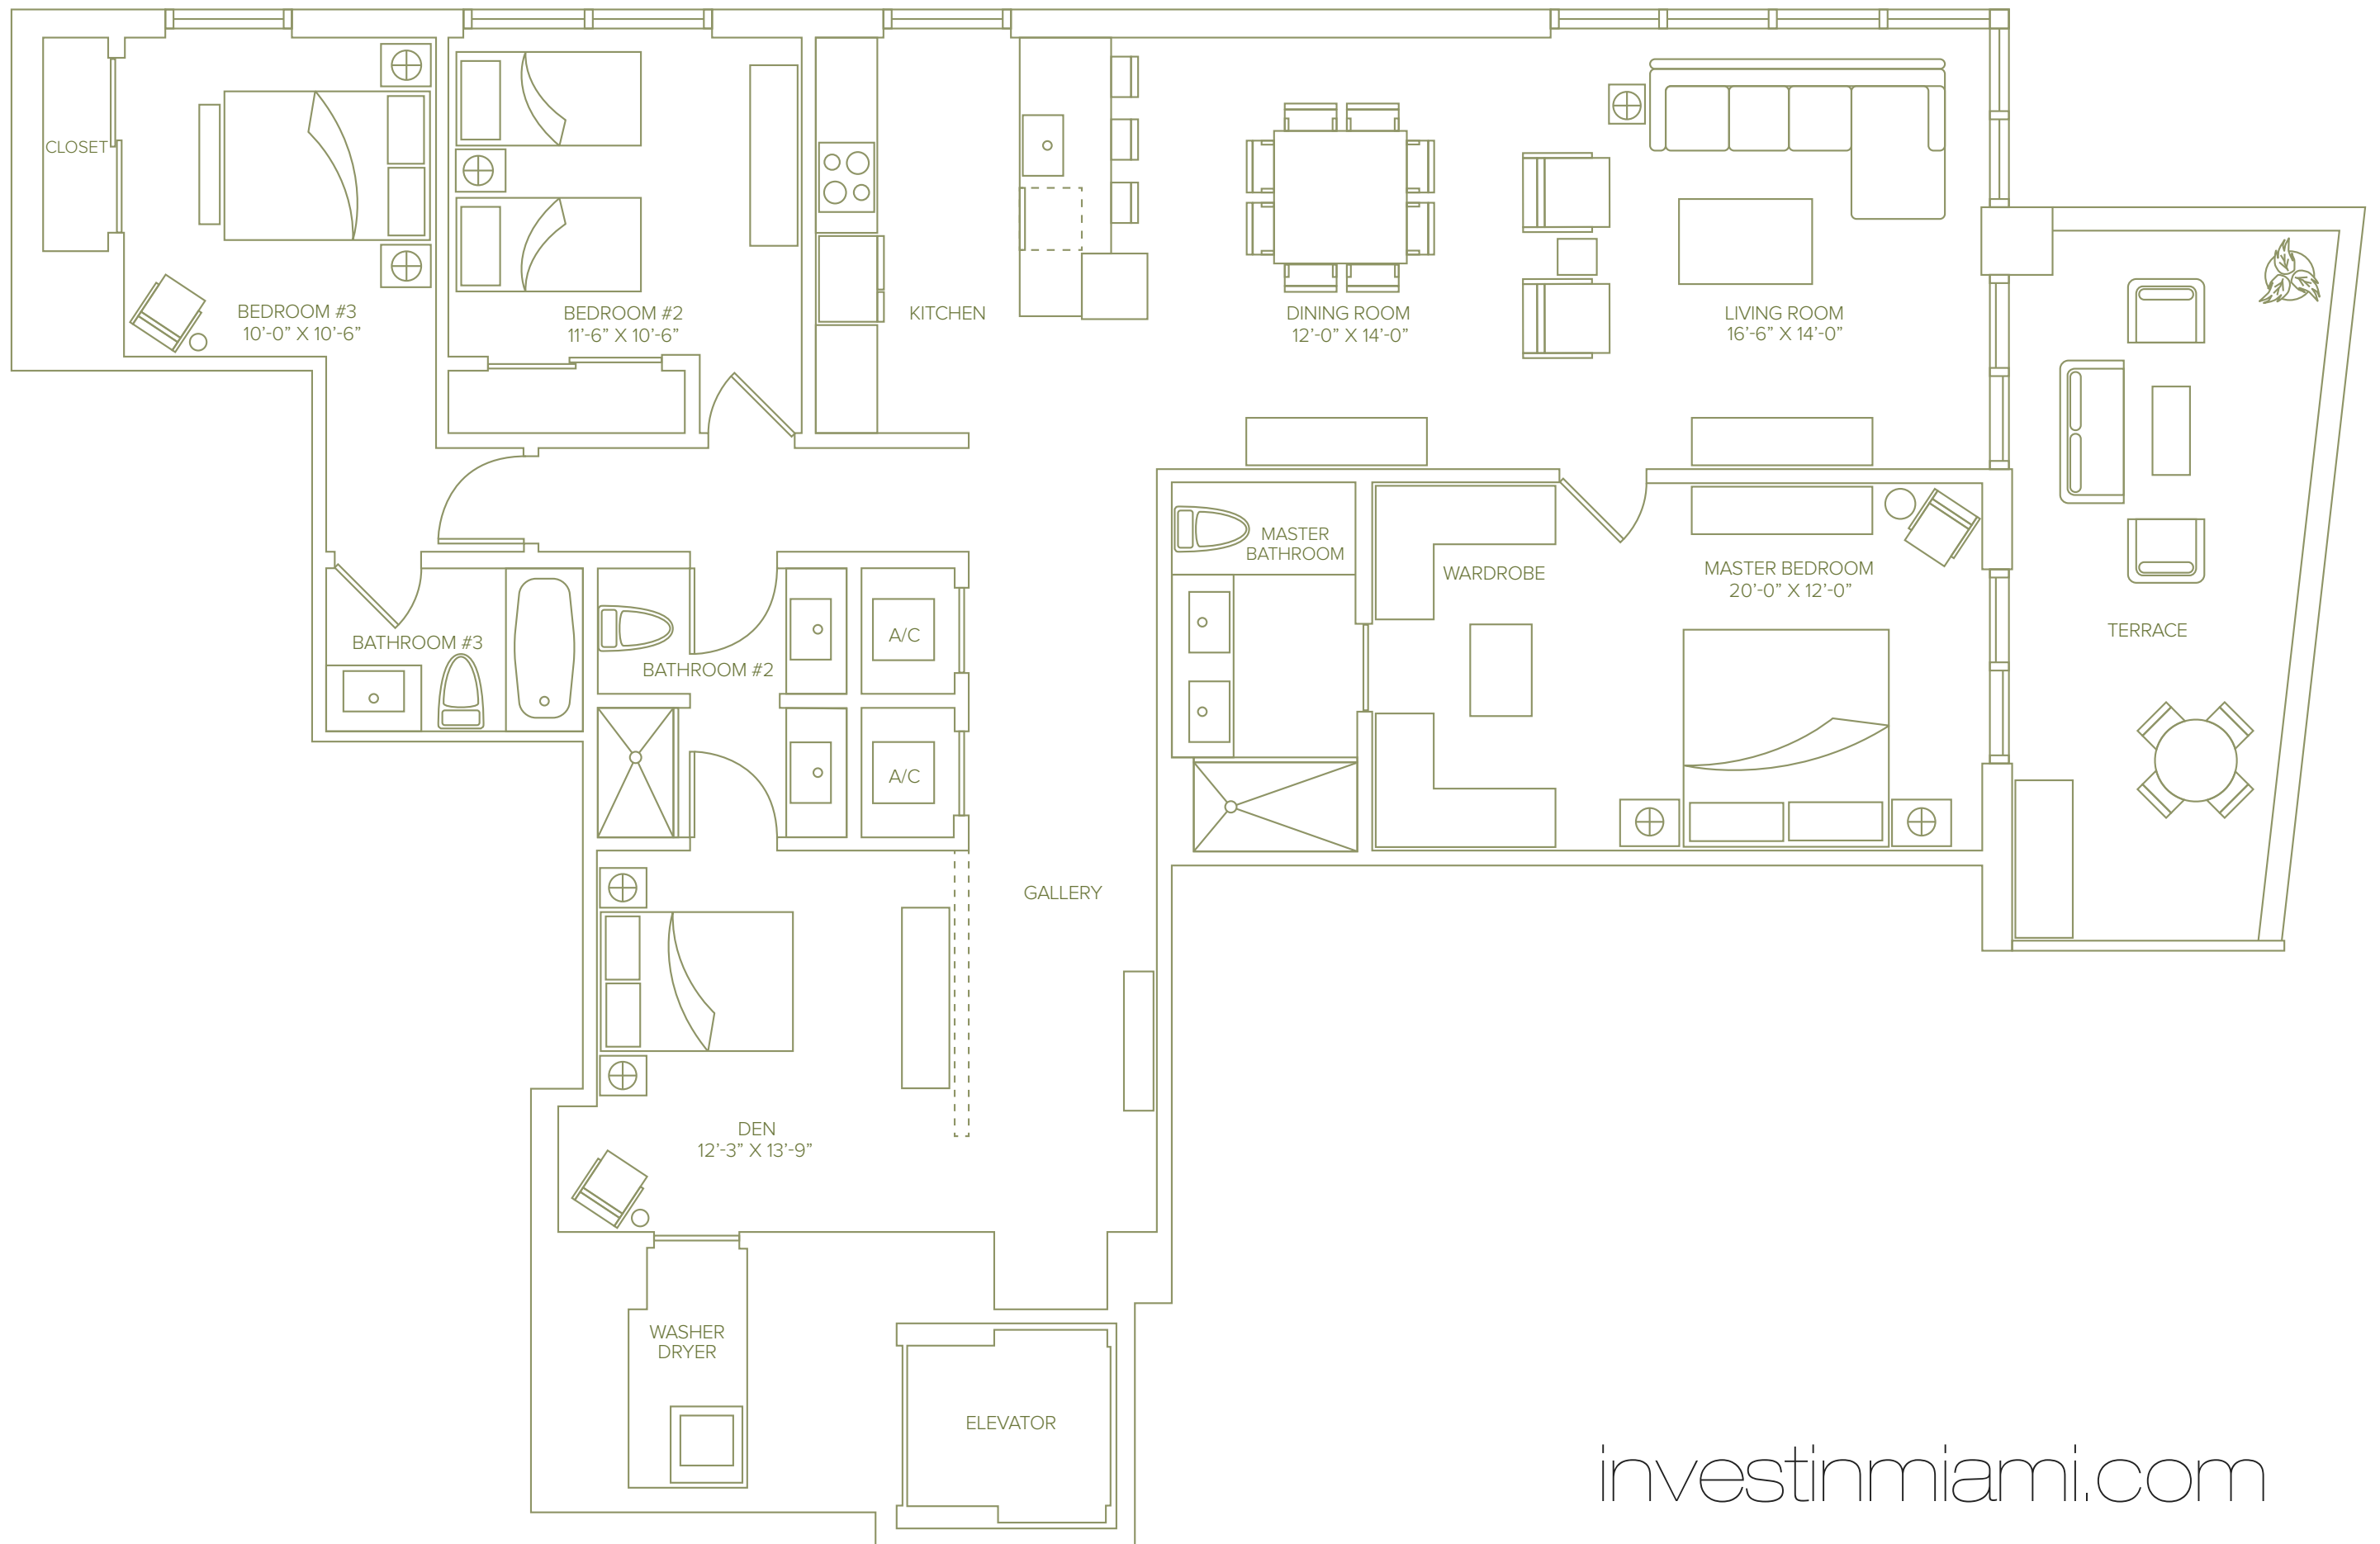 CLOSET
BEDROOM #3
10’-0” X 10’-6”
BEDROOM #2
11’-6” X 10’-6”
KITCHEN
DINING ROOM
12’-0” X 14’-0”
LIVING ROOM
16’-6” X 14’-0”
MASTER
BATHROOM
WARDROBE
MASTER BEDROOM
20’-0” X 12’-0”
TERRACE
BATHROOM #3
BATHROOM #2
A/C
A/C
GALLERY
DEN
12’-3” X 13’-9”
WASHER
DRYER
ELEVATOR
investinmiami.com